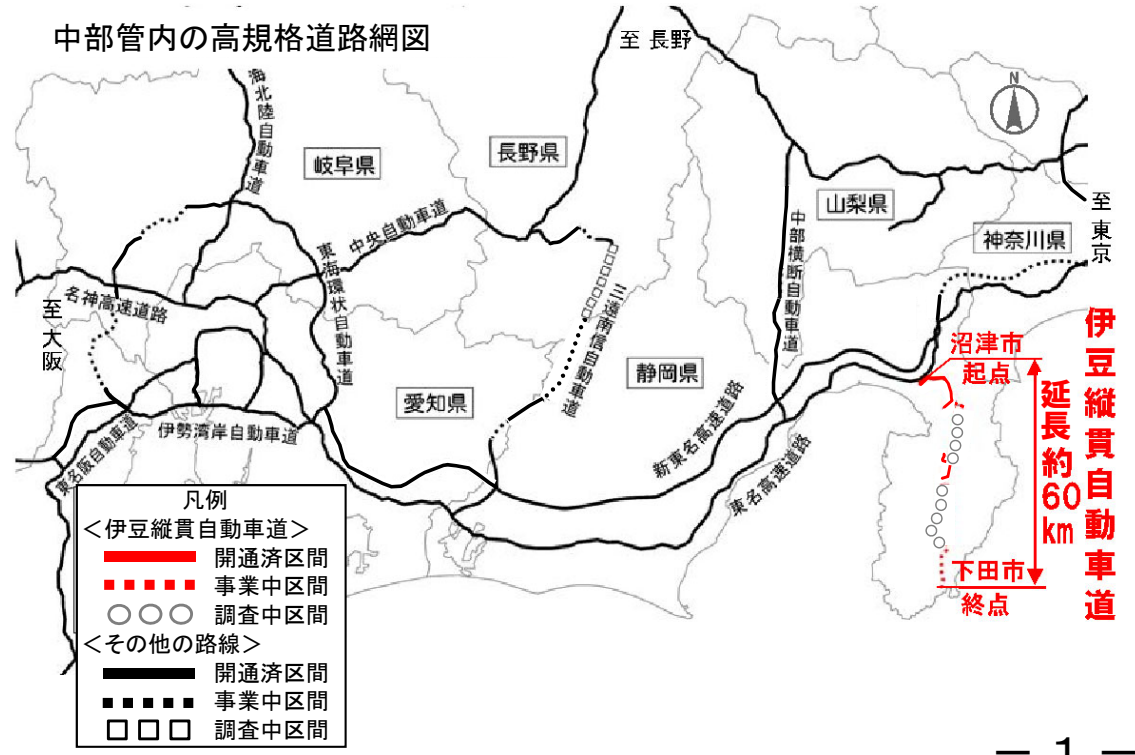 中部管内の高規格道路網図
至 長野
N
海北陸自動車道
岐阜県
長野県
中央自動車道
東海環状自動車道
三遠南信自動車道
中部横断自動車道
山梨県
神奈川県
至東京
名神高速道路
至大阪
愛知県
静岡県
伊勢湾岸自動車道
東名阪自動車道
新東名高速道路
東名高速道路
沼津市
起点
延長約60km
伊豆縦貫自動車道
下田市
終点
凡例
＜伊豆縦貫自動車道＞
開通済区間
事業中区間
調査中区間
＜その他の路線＞
開通済区間
事業中区間
調査中区間
— 1 —